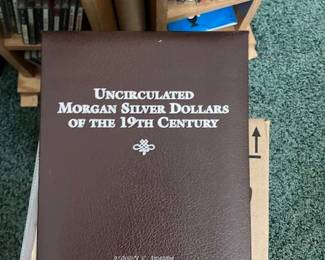 UNCIRCULATED
MORGAN SILVER DOLLARS
OF THE 19TH CENTURY